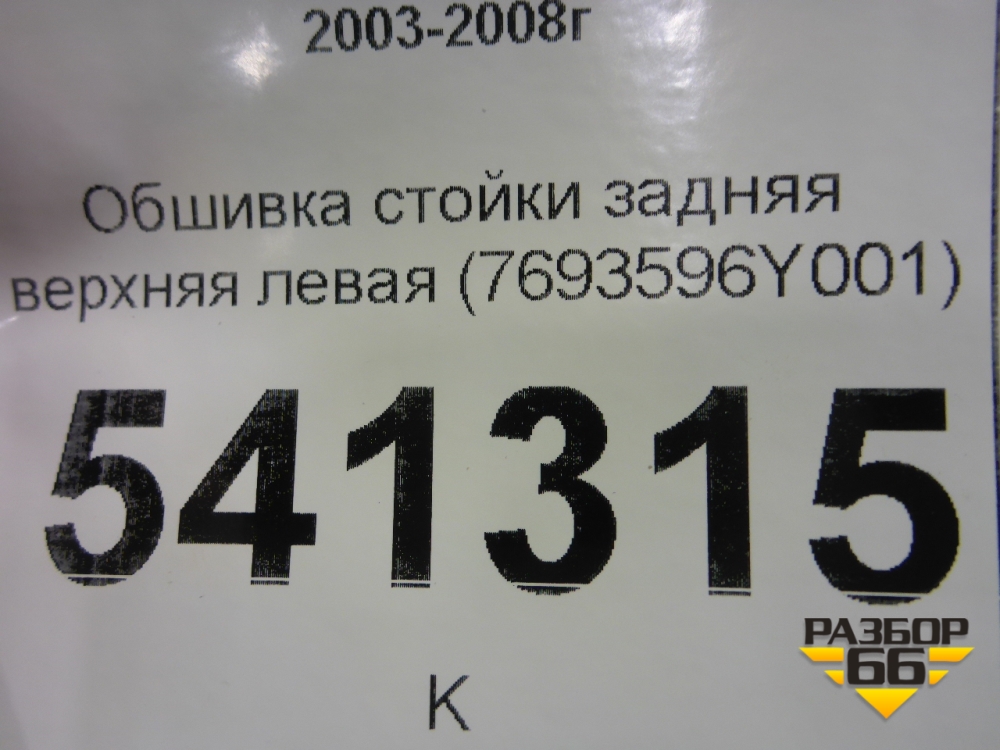 2003-2008г
Обшивка стойки задняя
верхняя левая (7693596Y001)
541315
РАЗБОР
66
К